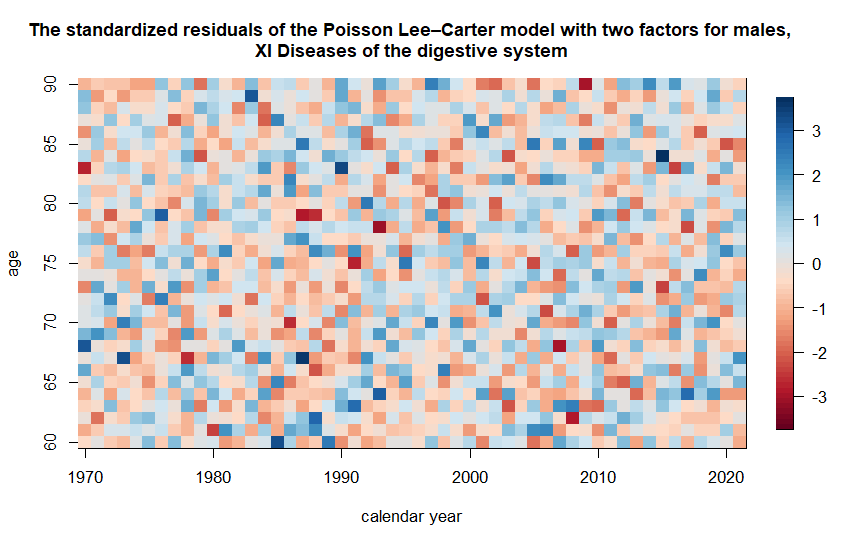 The standardized residuals of the Poisson Lee–Carter model with two factors for males,
XI Diseases of the digestive system
90
85
80
75
70
65
60
age
1970 1980 1990 2000 2010 2020
calendar year
3
2
1
0
-1
-2
-3